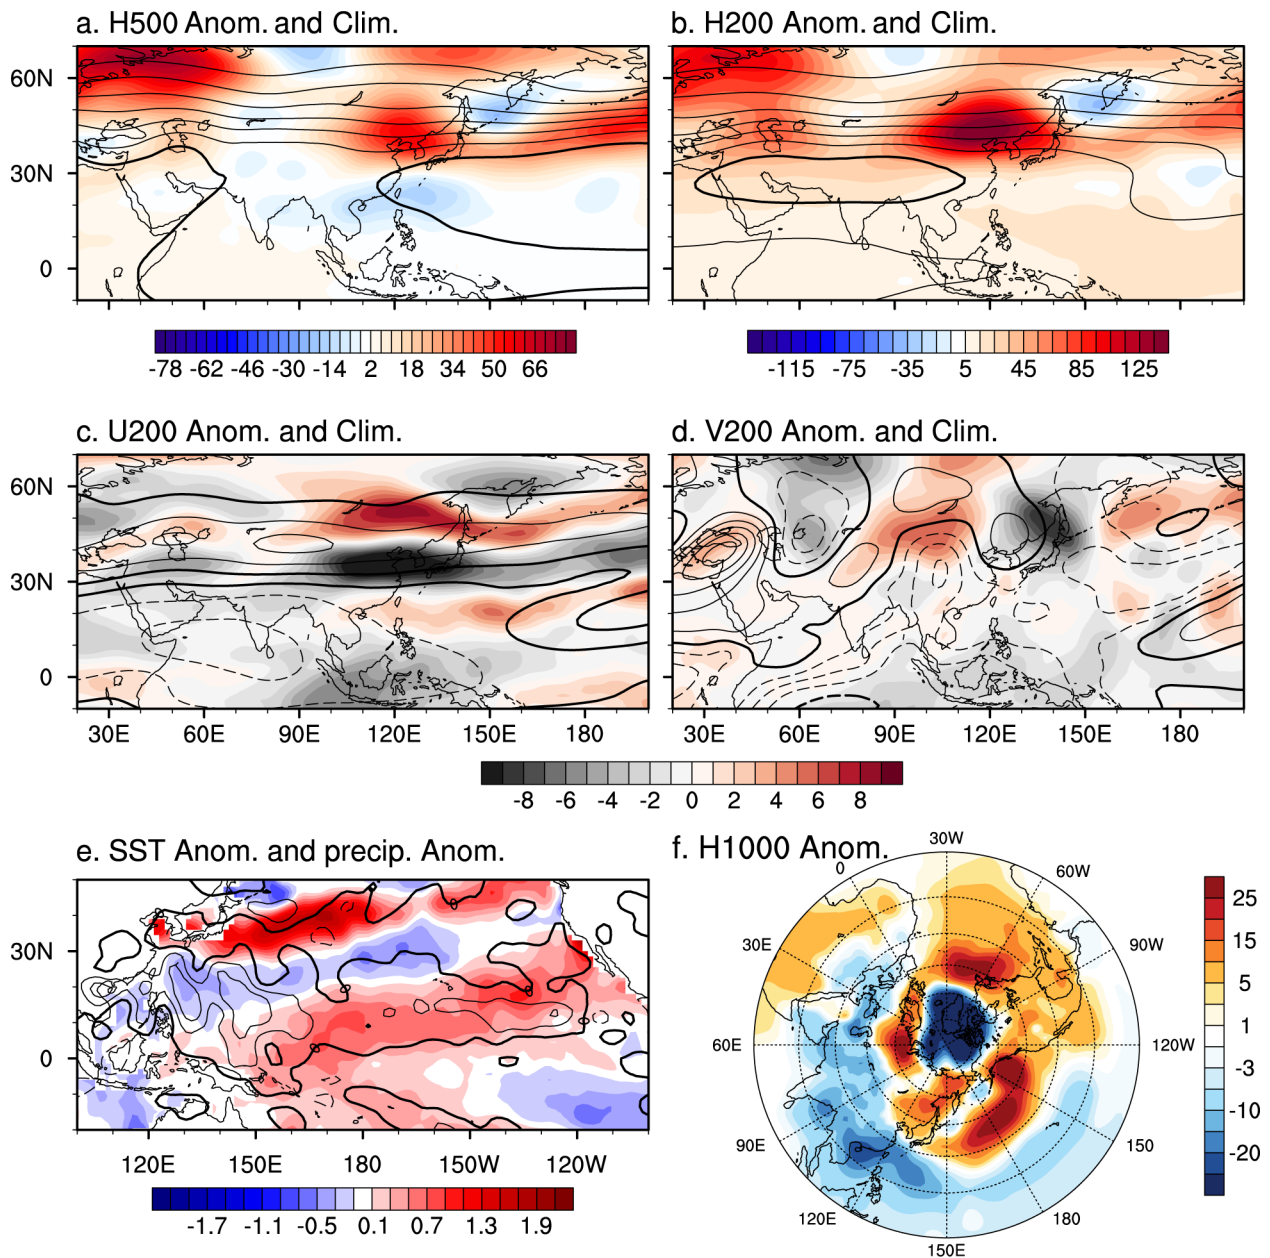 a. H500 Anom. and Clim.
b. H200 Anom. and Clim.
60N
30N
0
60N
30N
0
-78 -62 -46 -30 -14 2 18 34 50 66
-115 -75 -35 5 45 85 125
c. U200 Anom. and Clim.
d. V200 Anom. and Clim.
60N
30N
0
60N
30N
0
30E 60E 90E 120E 150E 180
30E 60E 90E 120E 150E 180
-8 -6 -4 -2 0 2 4 6 8
e. SST Anom. and precip. Anom.
30N
0
120E 150E 180 150W 120W
-1.7 -1.1 -0.5 0.1 0.7 1.3 1.9
f. H1000 Anom.
30W
0
60W
30E
90W
60E
120W
90E
150
120E
180
150E
25
15
5
1
-3
-10
-20